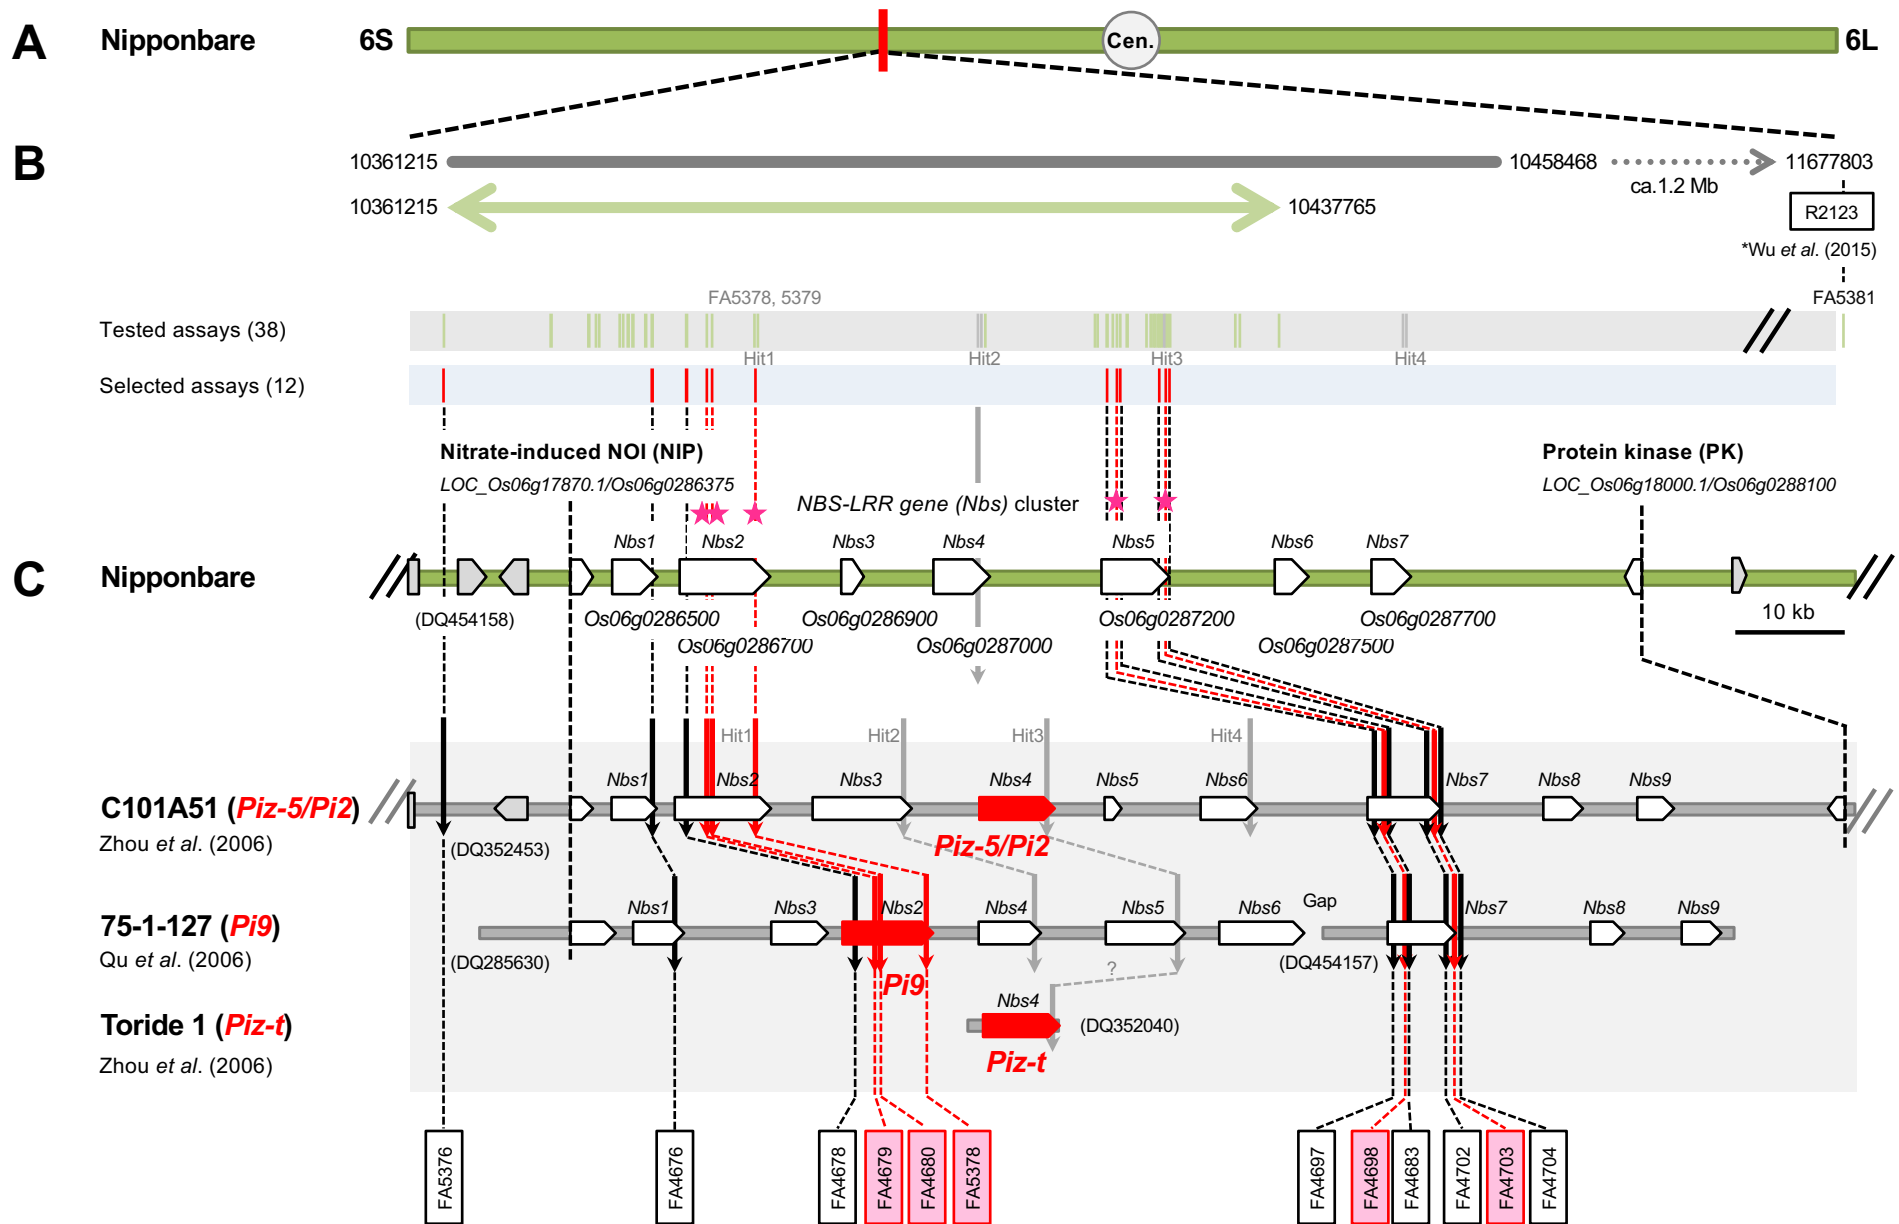 A Nipponbare 6S Cen. 6L
B
10361215 10458468 11677803
ca.1.2 Mb
10361215 10437765
R2123
*Wu et al. (2015)
FA5378, 5379 FA5381
Tested assays (38)
Hit1 Hit2 Hit3 Hit4
Selected assays (12)
Nitrate-induced NOI (NIP) Protein kinase (PK)
LOC_Os06g17870.1/Os06g0286375 LOC_Os06g18000.1/Os06g0288100
NBS-LRR gene (Nbs) cluster
Nbs1 Nbs2 Nbs3 Nbs4 Nbs5 Nbs6 Nbs7
C Nipponbare
10 kb
(DQ454158) Os06g0286500 Os06g0286900 Os06g0287200 Os06g0287700
Os06g0286700 Os06g0287000 Os06g0287500
Hit1 Hit2 Hit3 Hit4
Nbs1 Nbs2 Nbs3 Nbs4 Nbs5 Nbs6 Nbs7 Nbs8 Nbs9
C101A51 (Piz-5/Pi2)
Zhou et al. (2006) (DQ352453) Piz-5/Pi2
Nbs1 Nbs3 Nbs2 Nbs4 Nbs5 Nbs6 Gap Nbs7 Nbs8 Nbs9
75-1-127 (Pi9)
Qu et al. (2006) (DQ285630) ? (DQ454157)
Pi9
Nbs4
Toride 1 (Piz-t) (DQ352040)
Zhou et al. (2006) Piz-t
FA5376
FA4676
FA4678
FA4679
FA4680
FA5378
FA4697
FA4698
FA4683
FA4702
FA4703
FA4704